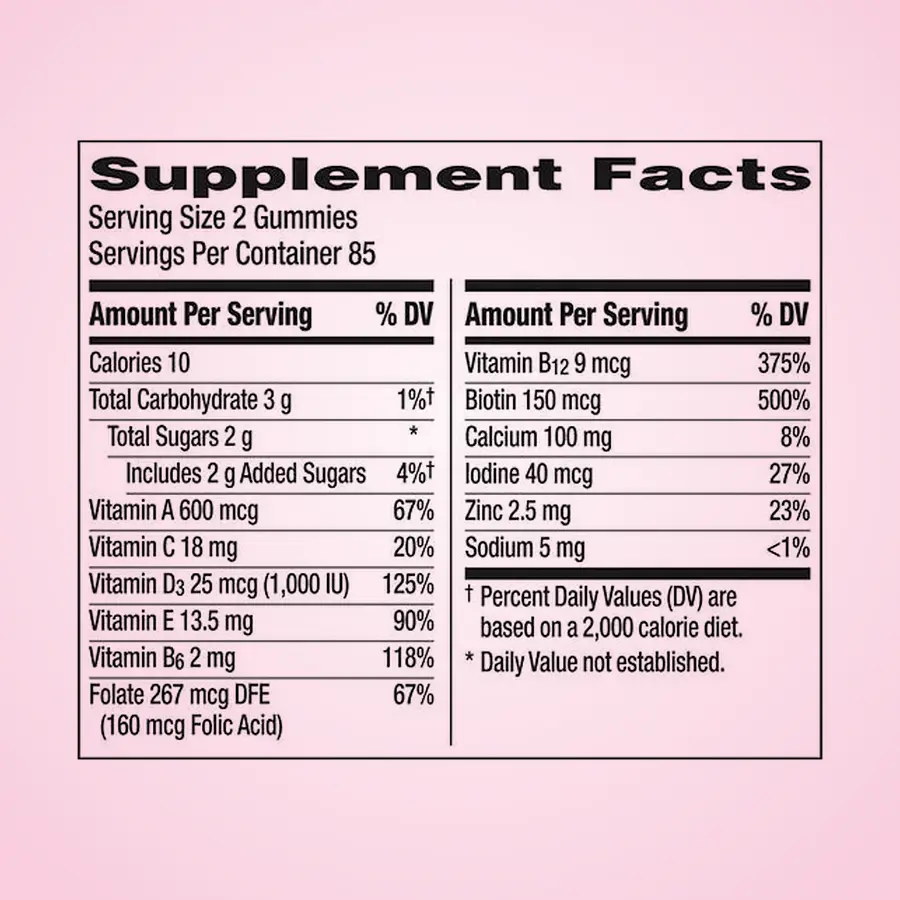 Supplement Facts
Serving Size 2 Gummies
Servings Per Container 85
Amount Per Serving % DV
Calories 10
Total Carbohydrate 3 g 1%†
Total Sugars 2 g *
Includes 2 g Added Sugars 4%†
Vitamin A 600 mcg 67%
Vitamin C 18 mg 20%
Vitamin D3 25 mcg (1,000 IU) 125%
Vitamin E 13.5 mg 90%
Vitamin B6 2 mg 118%
Folate 267 mcg DFE 67%
(160 mcg Folic Acid)
Amount Per Serving % DV
Vitamin B12 9 mcg 375%
Biotin 150 mcg 500%
Calcium 100 mg 8%
Iodine 40 mcg 27%
Zinc 2.5 mg 23%
Sodium 5 mg <1%
† Percent Daily Values (DV) are
based on a 2,000 calorie diet.
* Daily Value not established.